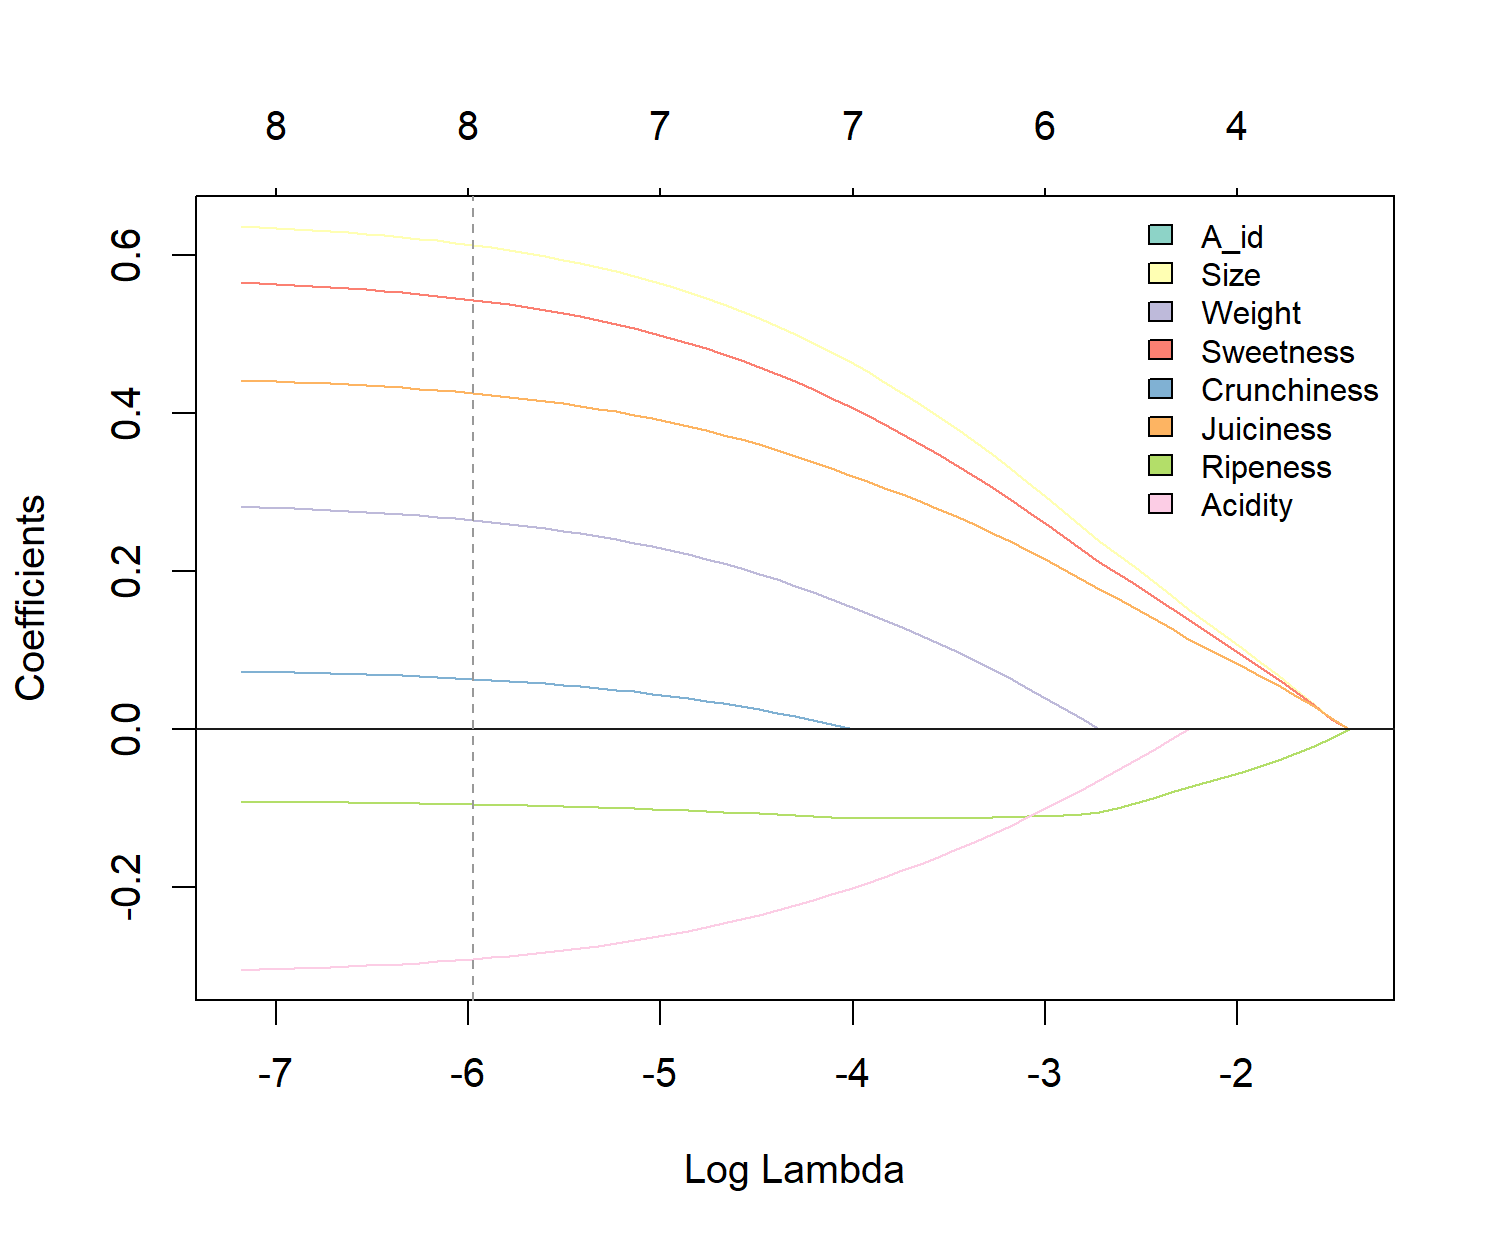 8 8 7 7 6 4
A_id
Size
Weight
Sweetness
Crunchiness
Juiciness
Ripeness
Acidity
0.6
0.4
0.2
0.0
-0.2
Coefficients
-7 -6 -5 -4 -3 -2
Log Lambda